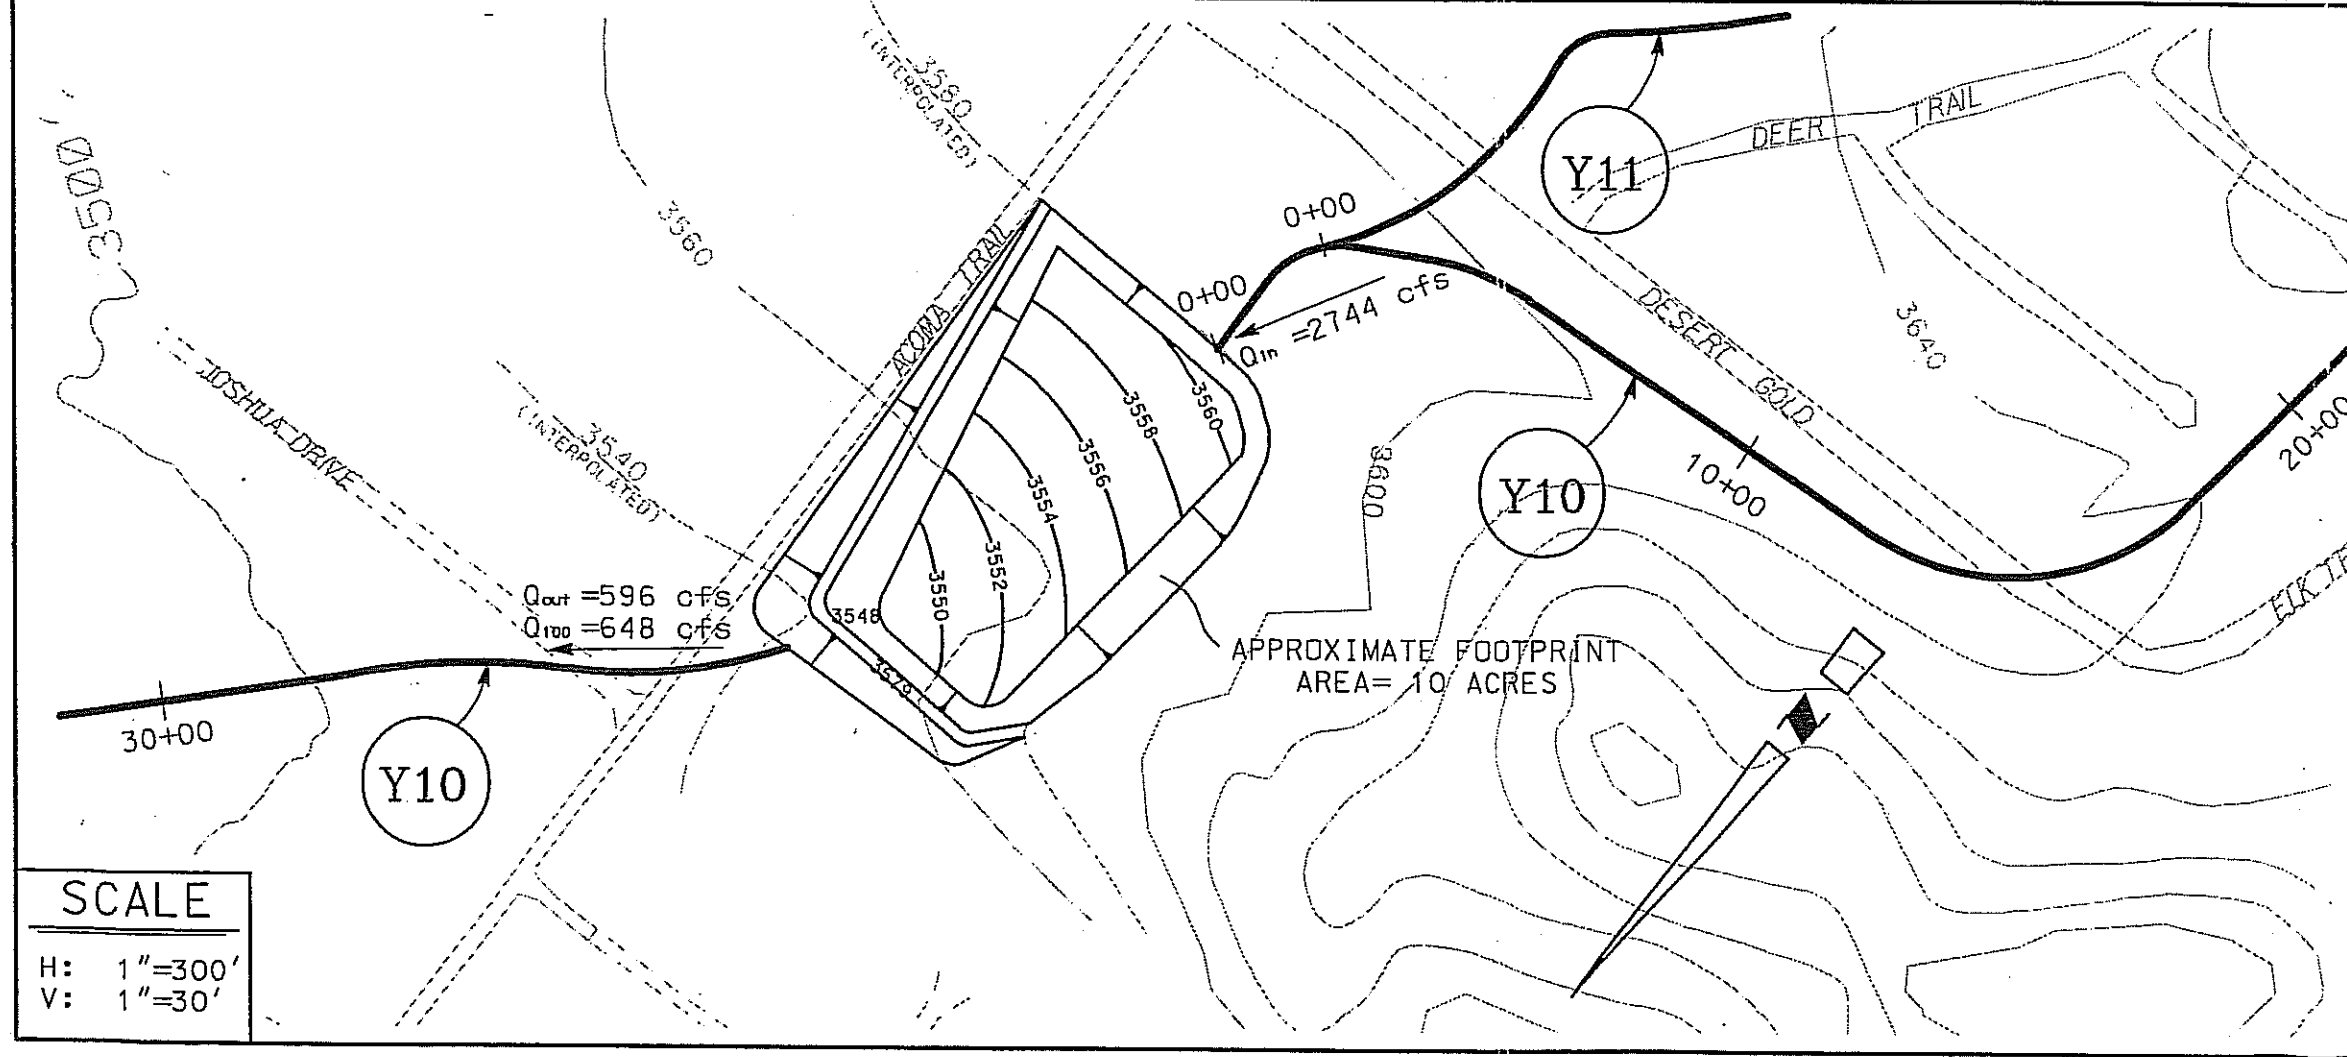 3580
(INTERPOLATED)
3500'
3560
ACOMA TRAIL
0+00
0+00
Qin =2744 cfs
Y11
DEER TRAIL
DESERT GOLD
3640
JOSHUA DRIVE
3540
(INTERPOLATED)
3560
3558
3556
3554
3552
3550
3548
3579
3600
Y10
10+00
20+00
ELK
Qout =596 cfs
Q100 =648 cfs
APPROXIMATE FOOTPRINT
AREA= 10 ACRES
30+00
Y10
SCALE
H: 1"=300'
V: 1"=30'